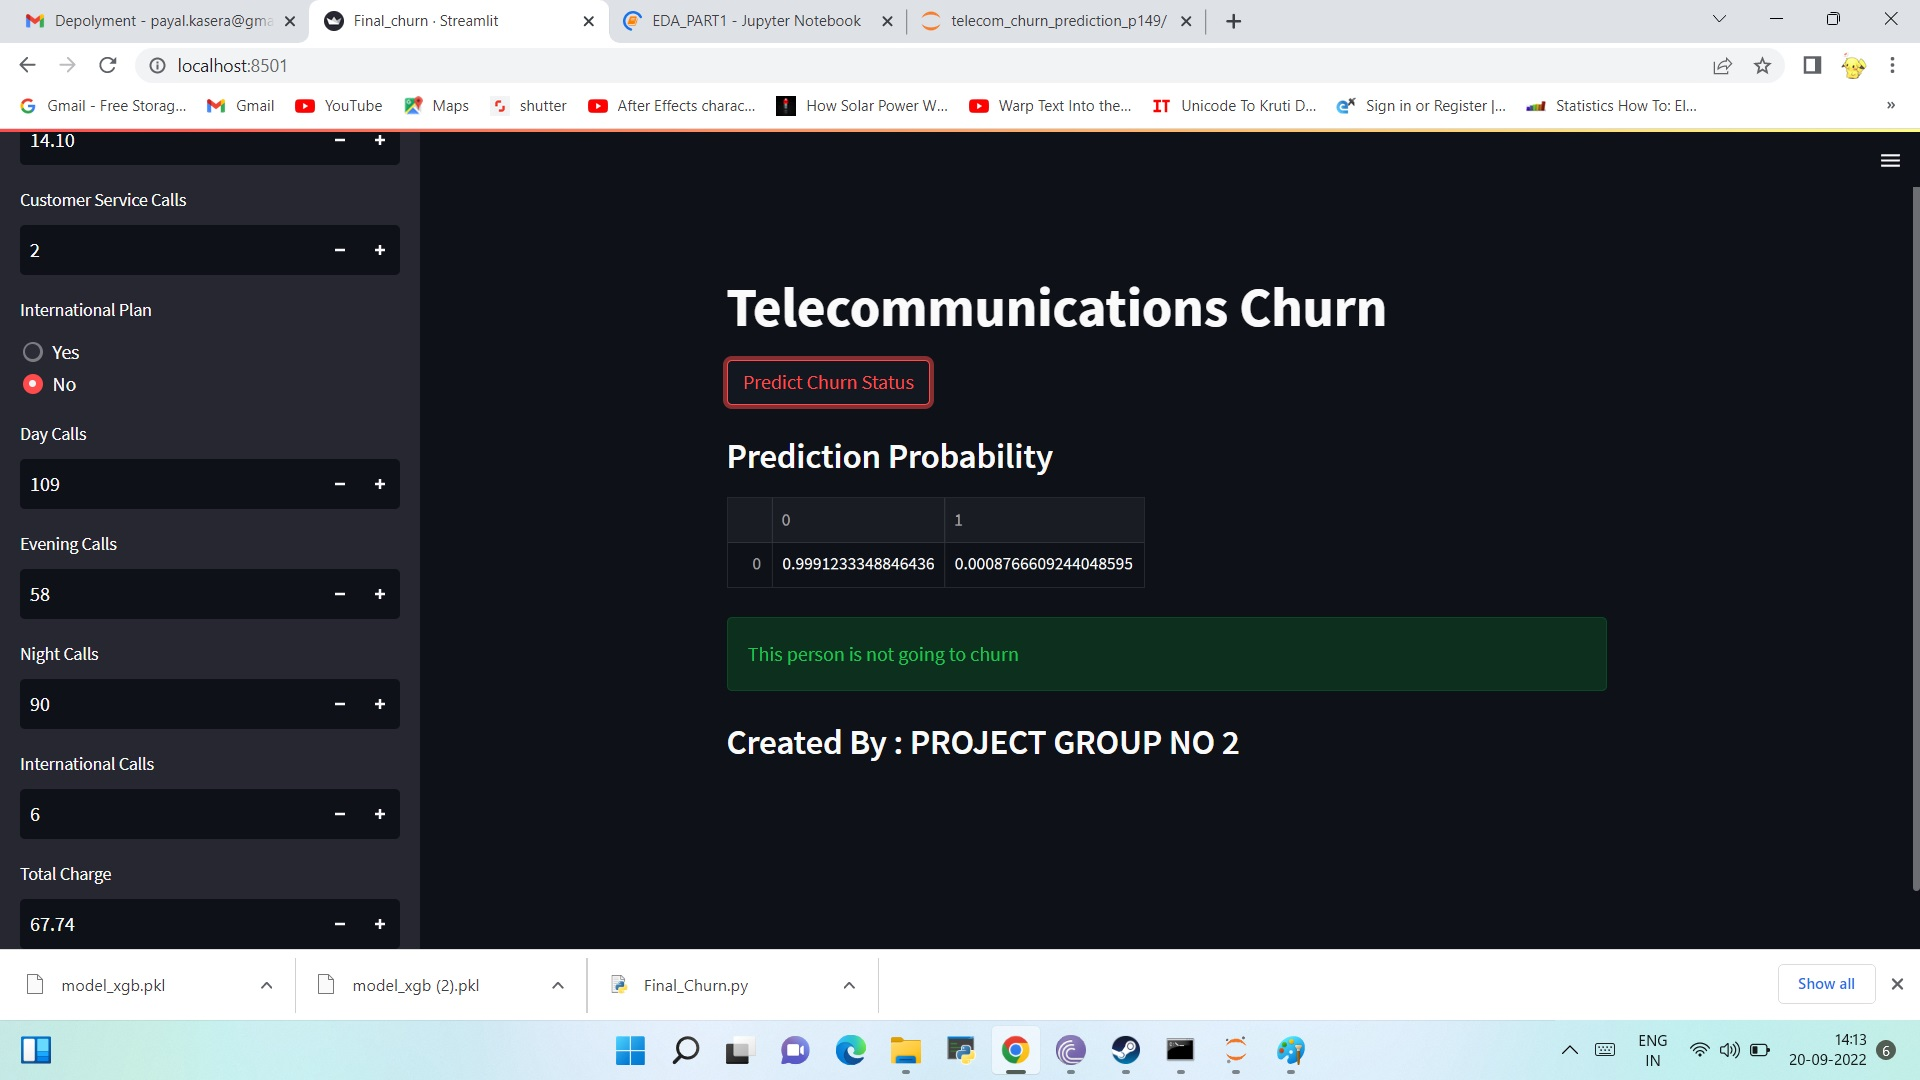 Depolyment - payal.kasera@gma
Final_churn · Streamlit
EDA_PART1 - Jupyter Notebook
telecom_churn_prediction_p149/
localhost:8501
Gmail - Free Storag...
Gmail
YouTube
Maps
shutter
After Effects charac...
How Solar Power W...
Warp Text Into the...
Unicode To Kruti D...
Sign in or Register |...
Statistics How To: El...
»
14.10
Customer Service Calls
2
International Plan
Yes
No
Day Calls
109
Evening Calls
58
Night Calls
90
International Calls
6
Total Charge
67.74
Telecommunications Churn
Predict Churn Status
Prediction Probability
0 1
0 0.9991233348846436 0.0008766609244048595
This person is not going to churn
Created By : PROJECT GROUP NO 2
model_xgb.pkl
model_xgb (2).pkl
Final_Churn.py
Show all
ENG
IN
14:13
20-09-2022
6